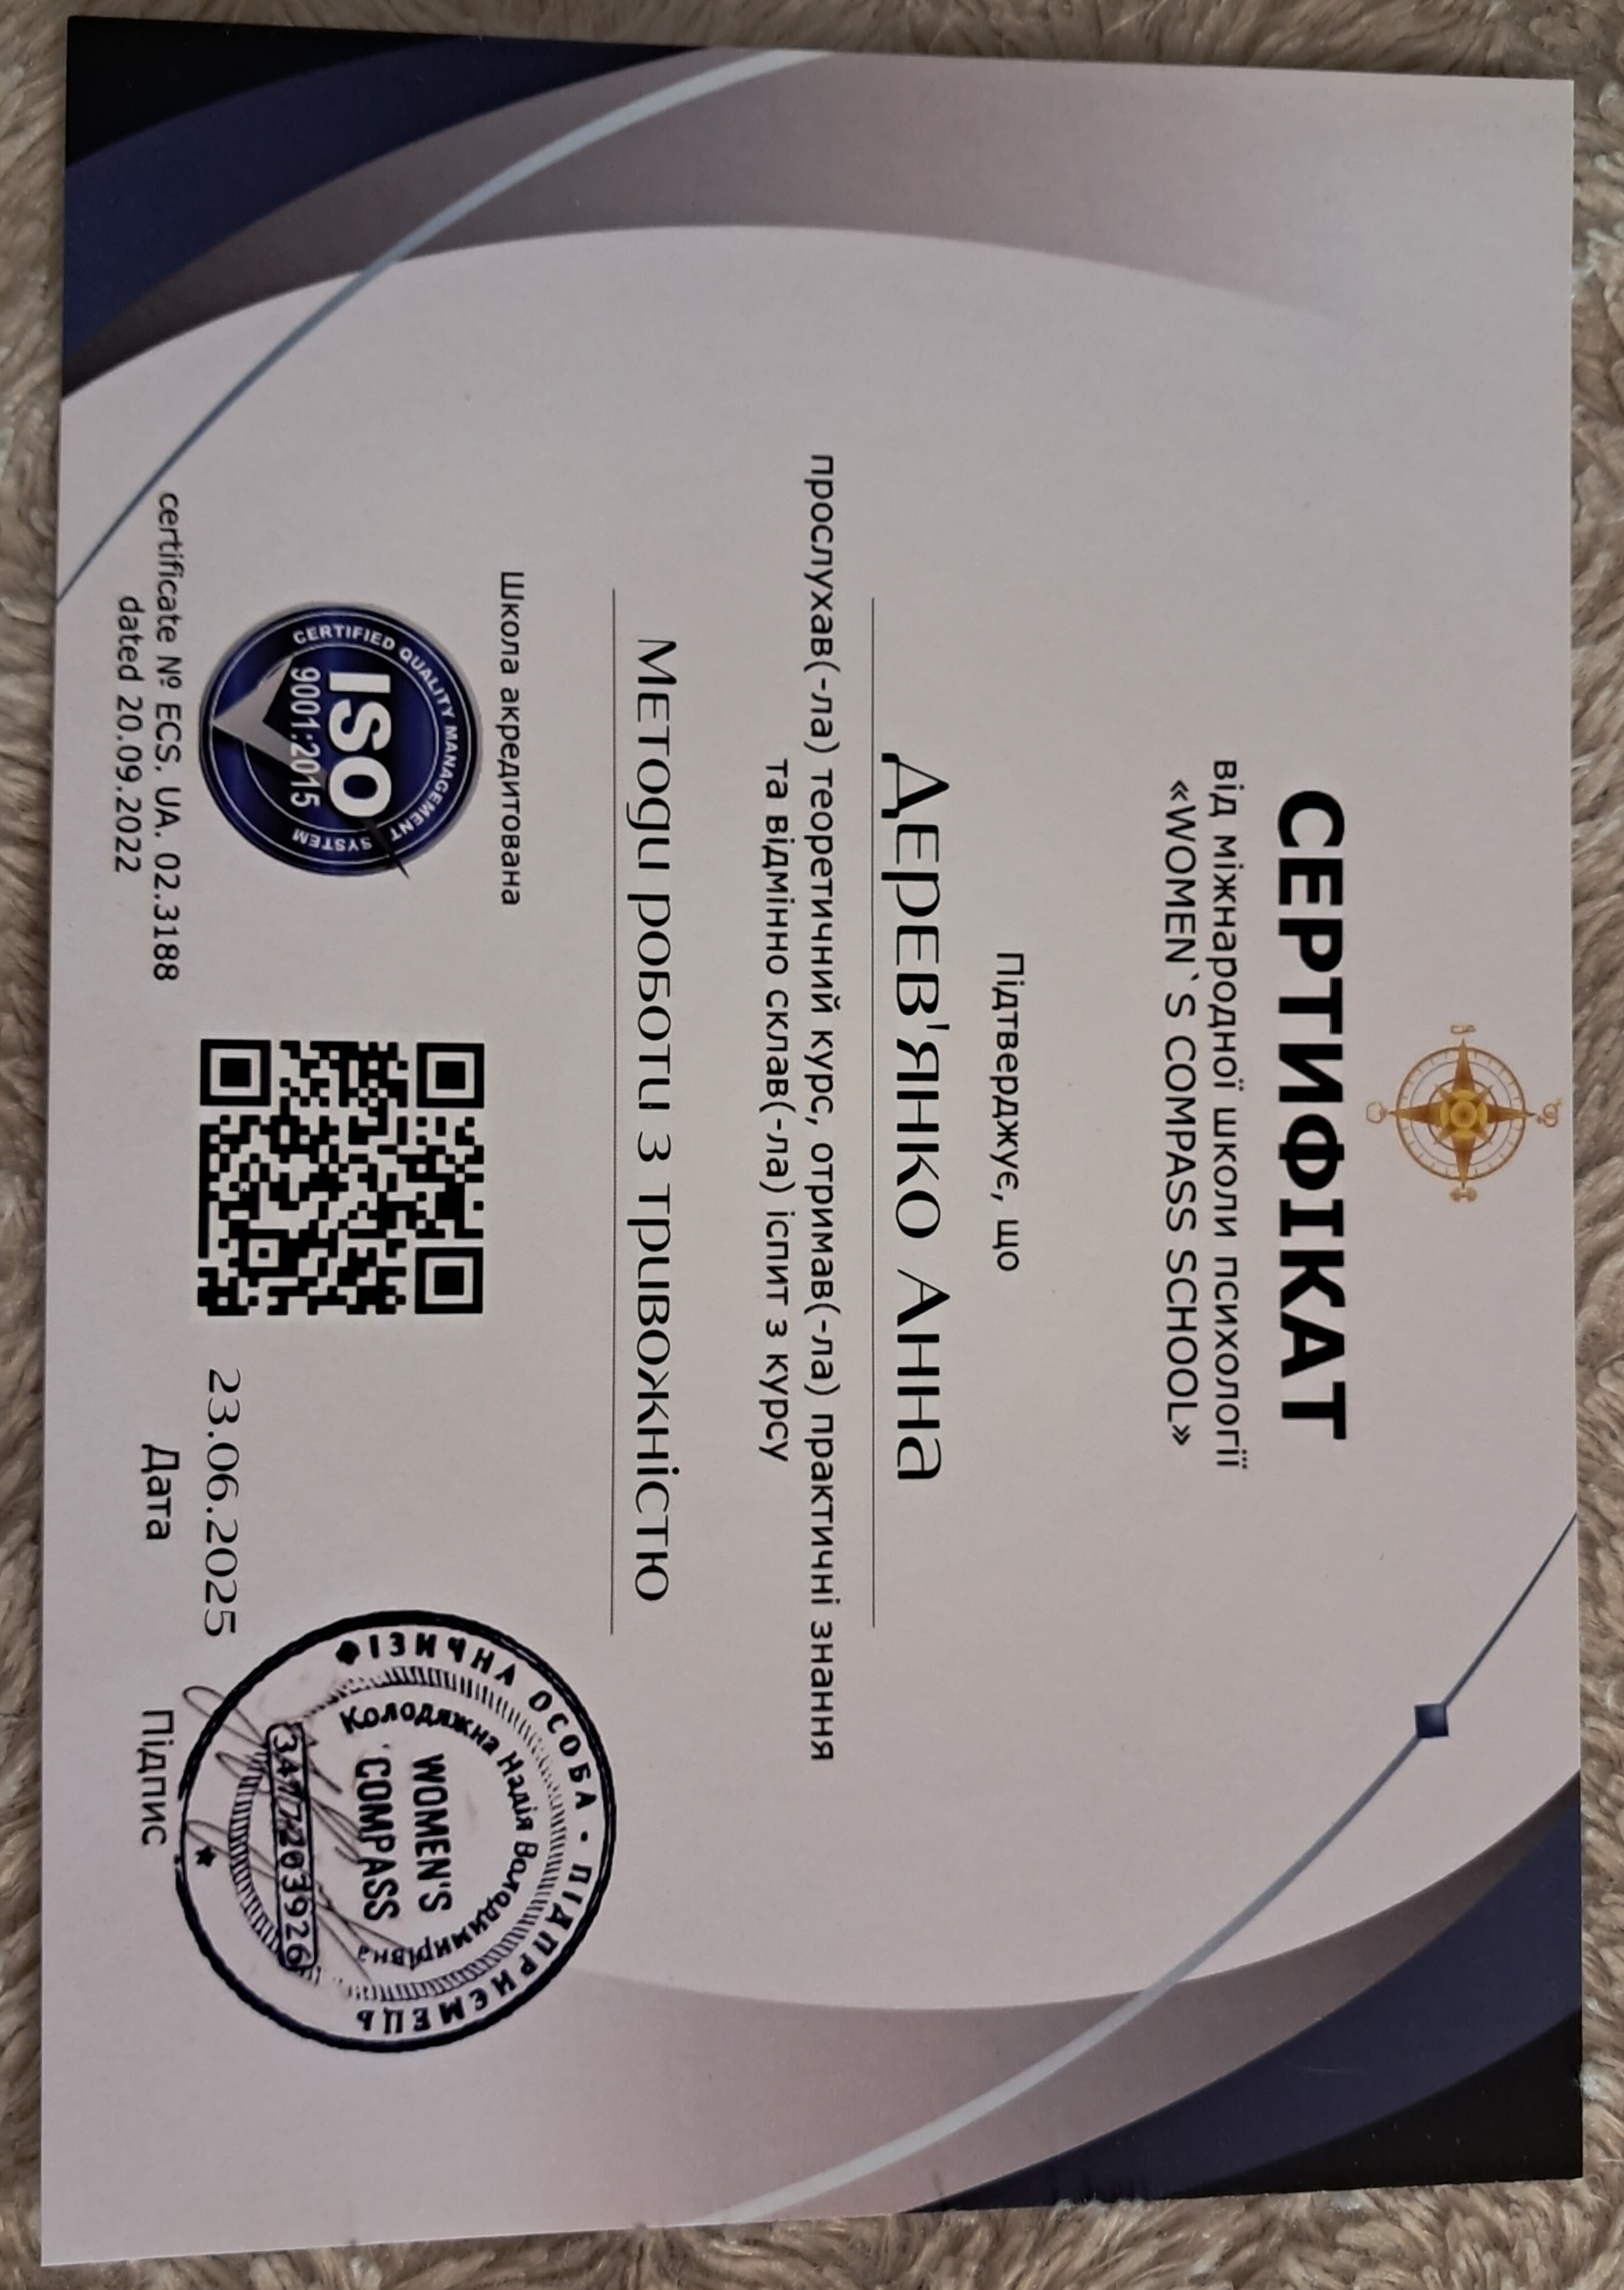 СЕРТИФІКАТ
від міжнародної школи психології
«WOMEN`S COMPASS SCHOOL»
Підтверджує, що
Дерев'янко Анна
прослухав(-ла) теоретичний курс, отримав(-ла) практичні знання
та відмінно склав(-ла) іспит з курсу
Методи роботи з тривожністю
Школа акредитована
CERTIFIED QUALITY MANAGEMENT SYSTEM
ISO
9001:2015
certificate № ECS. UA. 02.3188
dated 20.09.2022
23.06.2025
Дата
Підпис
ФІЗИЧНА ОСОБА • ПІДПРИЄМЕЦЬ
Колодяжна Надія Володимирівна
WOMEN'S
COMPASS
3477203926